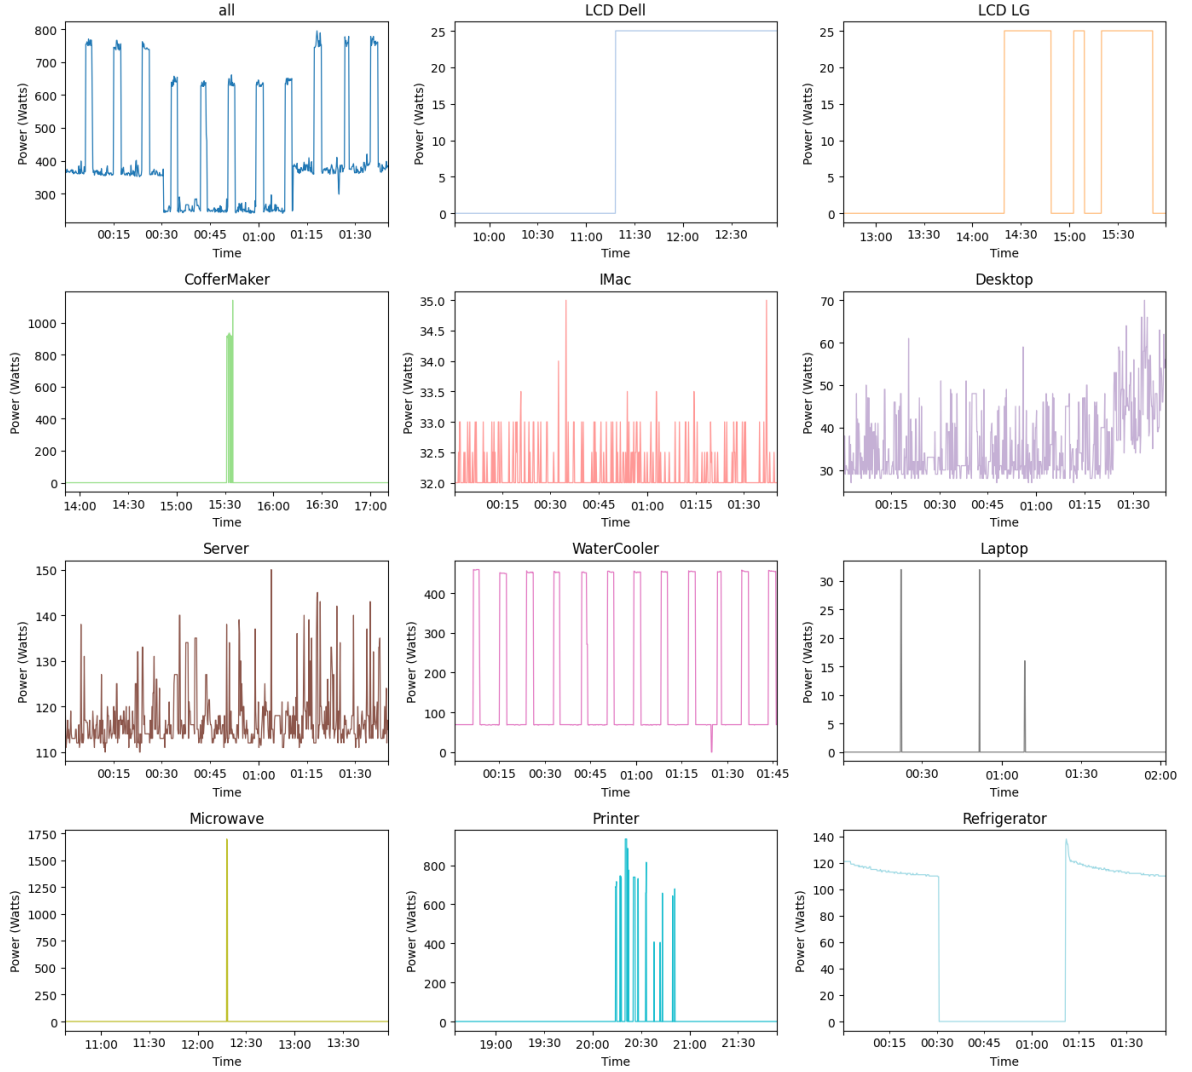 all
Power (Watts)
800
700
600
500
400
300
00:15 00:30 00:45 01:00 01:15 01:30
Time
LCD Dell
Power (Watts)
25
20
15
10
5
0
10:00 10:30 11:00 11:30 12:00 12:30
Time
LCD LG
Power (Watts)
25
20
15
10
5
0
13:00 13:30 14:00 14:30 15:00 15:30
Time
CofferMaker
Power (Watts)
1000
800
600
400
200
0
14:00 14:30 15:00 15:30 16:00 16:30 17:00
Time
IMac
Power (Watts)
35.0
34.5
34.0
33.5
33.0
32.5
32.0
00:15 00:30 00:45 01:00 01:15 01:30
Time
Desktop
Power (Watts)
70
60
50
40
30
00:15 00:30 00:45 01:00 01:15 01:30
Time
Server
Power (Watts)
150
140
130
120
110
00:15 00:30 00:45 01:00 01:15 01:30
Time
WaterCooler
Power (Watts)
400
300
200
100
0
00:15 00:30 00:45 01:00 01:15 01:30 01:45
Time
Laptop
Power (Watts)
30
25
20
15
10
5
0
00:30 01:00 01:30 02:00
Time
Microwave
Power (Watts)
1750
1500
1250
1000
750
500
250
0
11:00 11:30 12:00 12:30 13:00 13:30
Time
Printer
Power (Watts)
800
600
400
200
0
19:00 19:30 20:00 20:30 21:00 21:30
Time
Refrigerator
Power (Watts)
140
120
100
80
60
40
20
0
00:15 00:30 00:45 01:00 01:15 01:30
Time